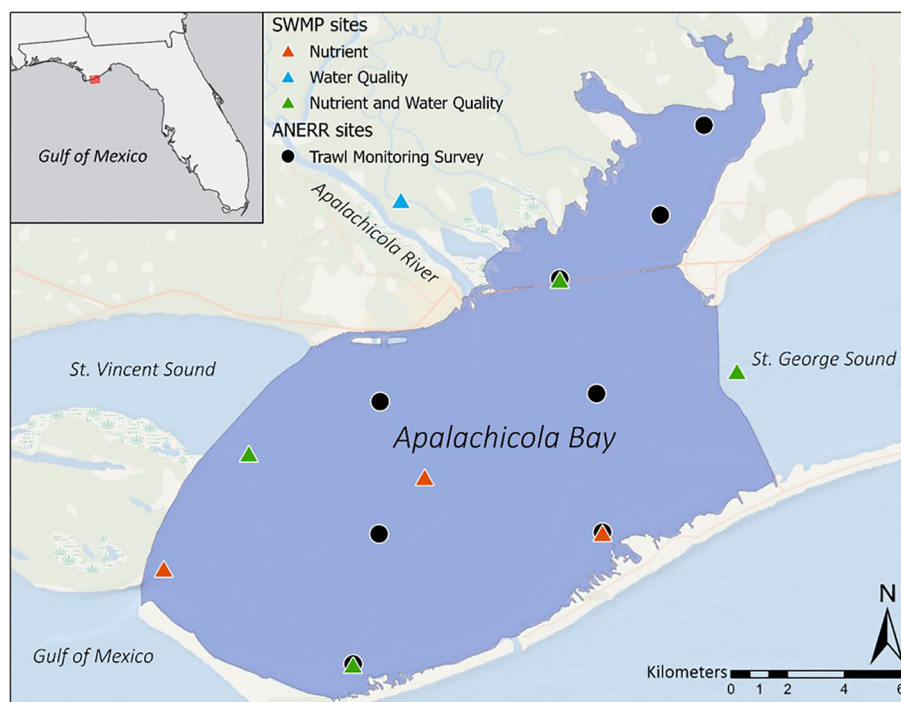 SWMP sites
Nutrient
Water Quality
Nutrient and Water Quality
ANERR sites
Trawl Monitoring Survey
Gulf of Mexico
Apalachicola River
St. Vincent Sound
St. George Sound
Apalachicola Bay
Gulf of Mexico
N
Kilometers
0 1 2 4 6